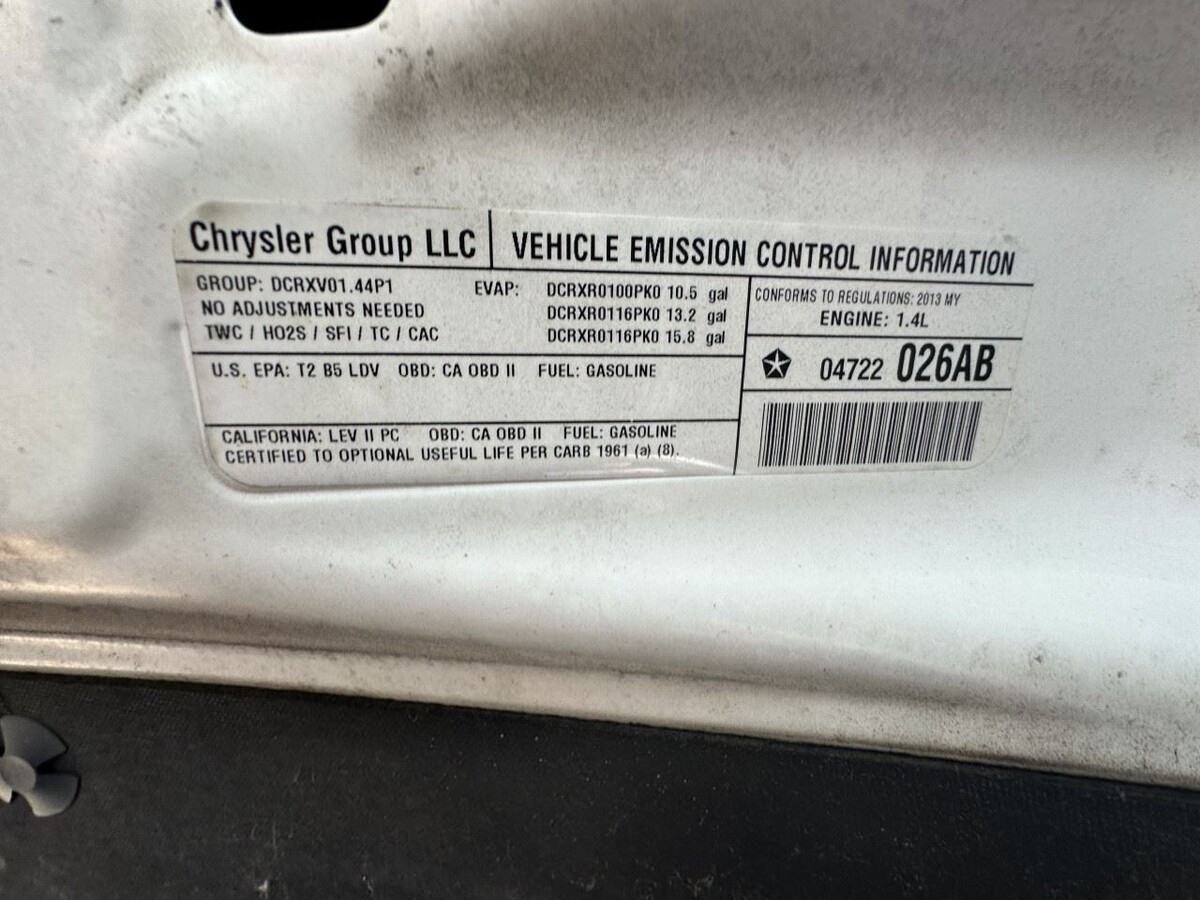 Chrysler Group LLC
VEHICLE EMISSION CONTROL INFORMATION
GROUP: DCRXV01.44P1
NO ADJUSTMENTS NEEDED
TWC / HO2S / SFI / TC / CAC
EVAP: DCRXR0100PK0 10.5 gal
DCRXR0116PK0 13.2 gal
DCRXR0116PK0 15.8 gal
CONFORMS TO REGULATIONS: 2013 MY
ENGINE: 1.4L
04722 026AB
U.S. EPA: T2 B5 LDV OBD: CA OBD II FUEL: GASOLINE
CALIFORNIA: LEV II PC OBD: CA OBD II FUEL: GASOLINE
CERTIFIED TO OPTIONAL USEFUL LIFE PER CARB 1961 (a) (8).